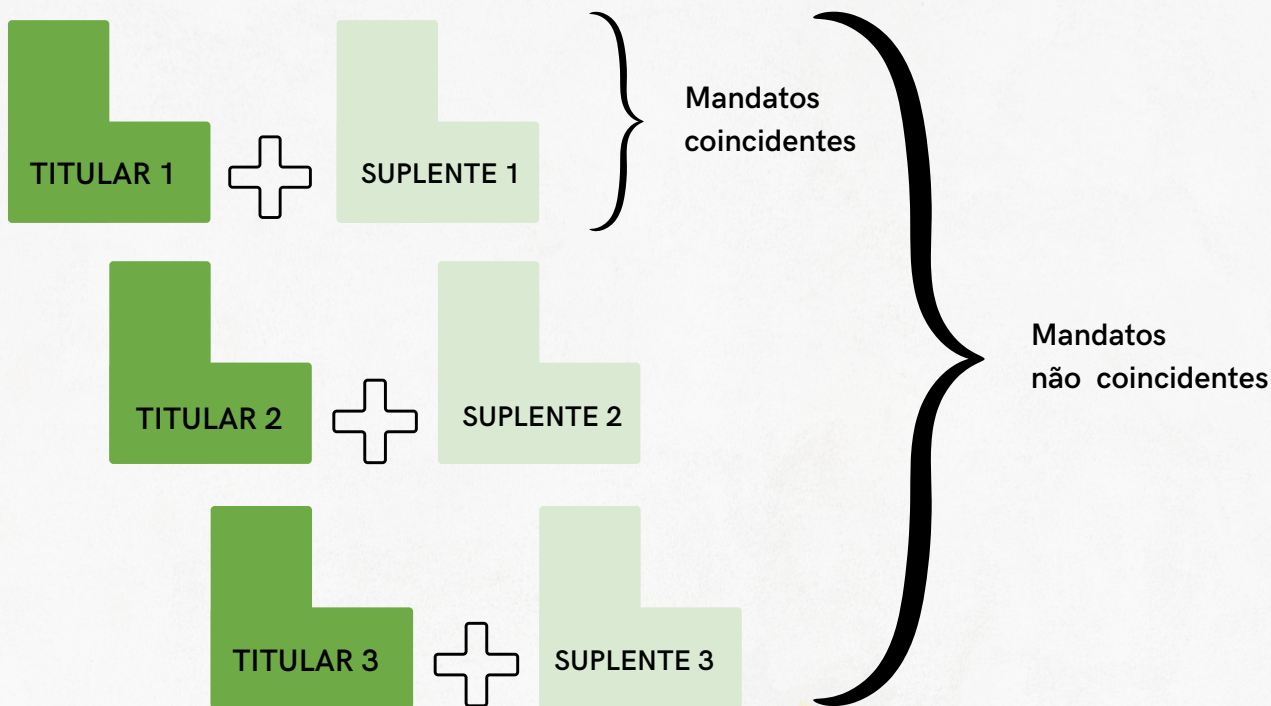 Mandatos
coincidentes
TITULAR 1
SUPLENTE 1
Mandatos
não coincidentes
TITULAR 2
SUPLENTE 2
TITULAR 3
SUPLENTE 3